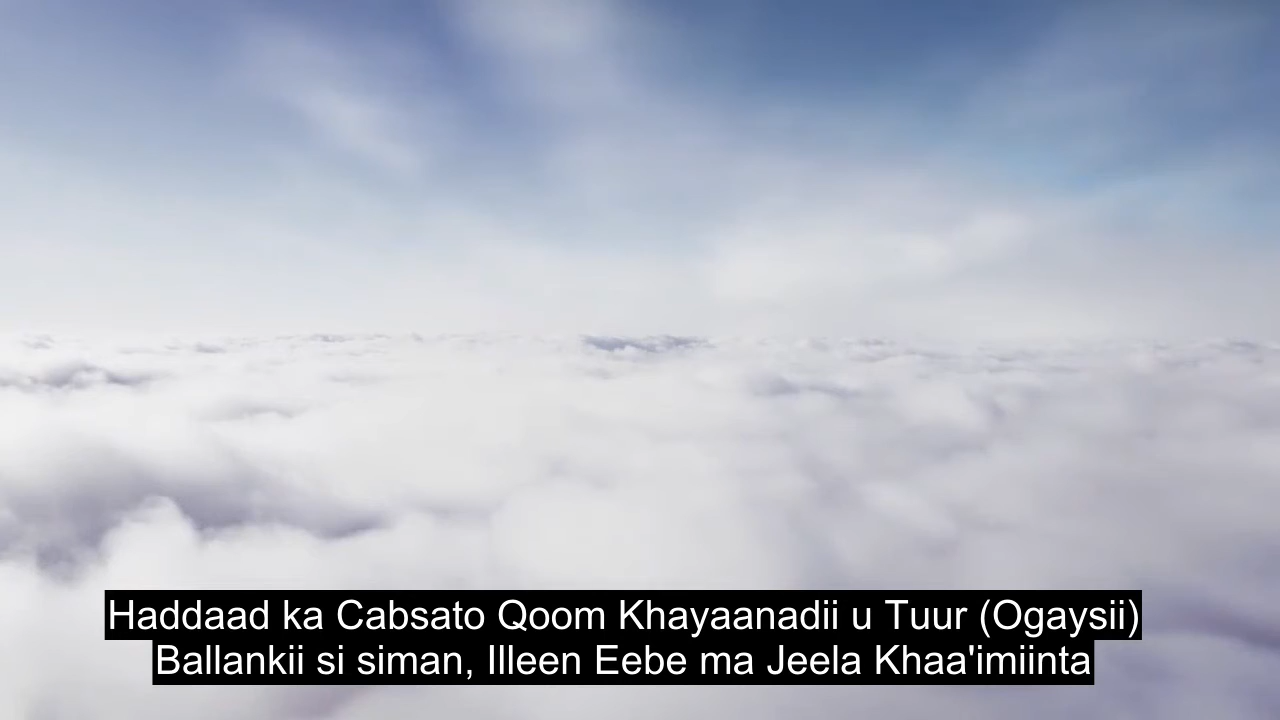 Haddaad ka Cabsato Qoom Khayaanadii u Tuur (Ogaysii)
Ballankii si siman, Illeen Eebe ma Jeela Khaa'imiinta